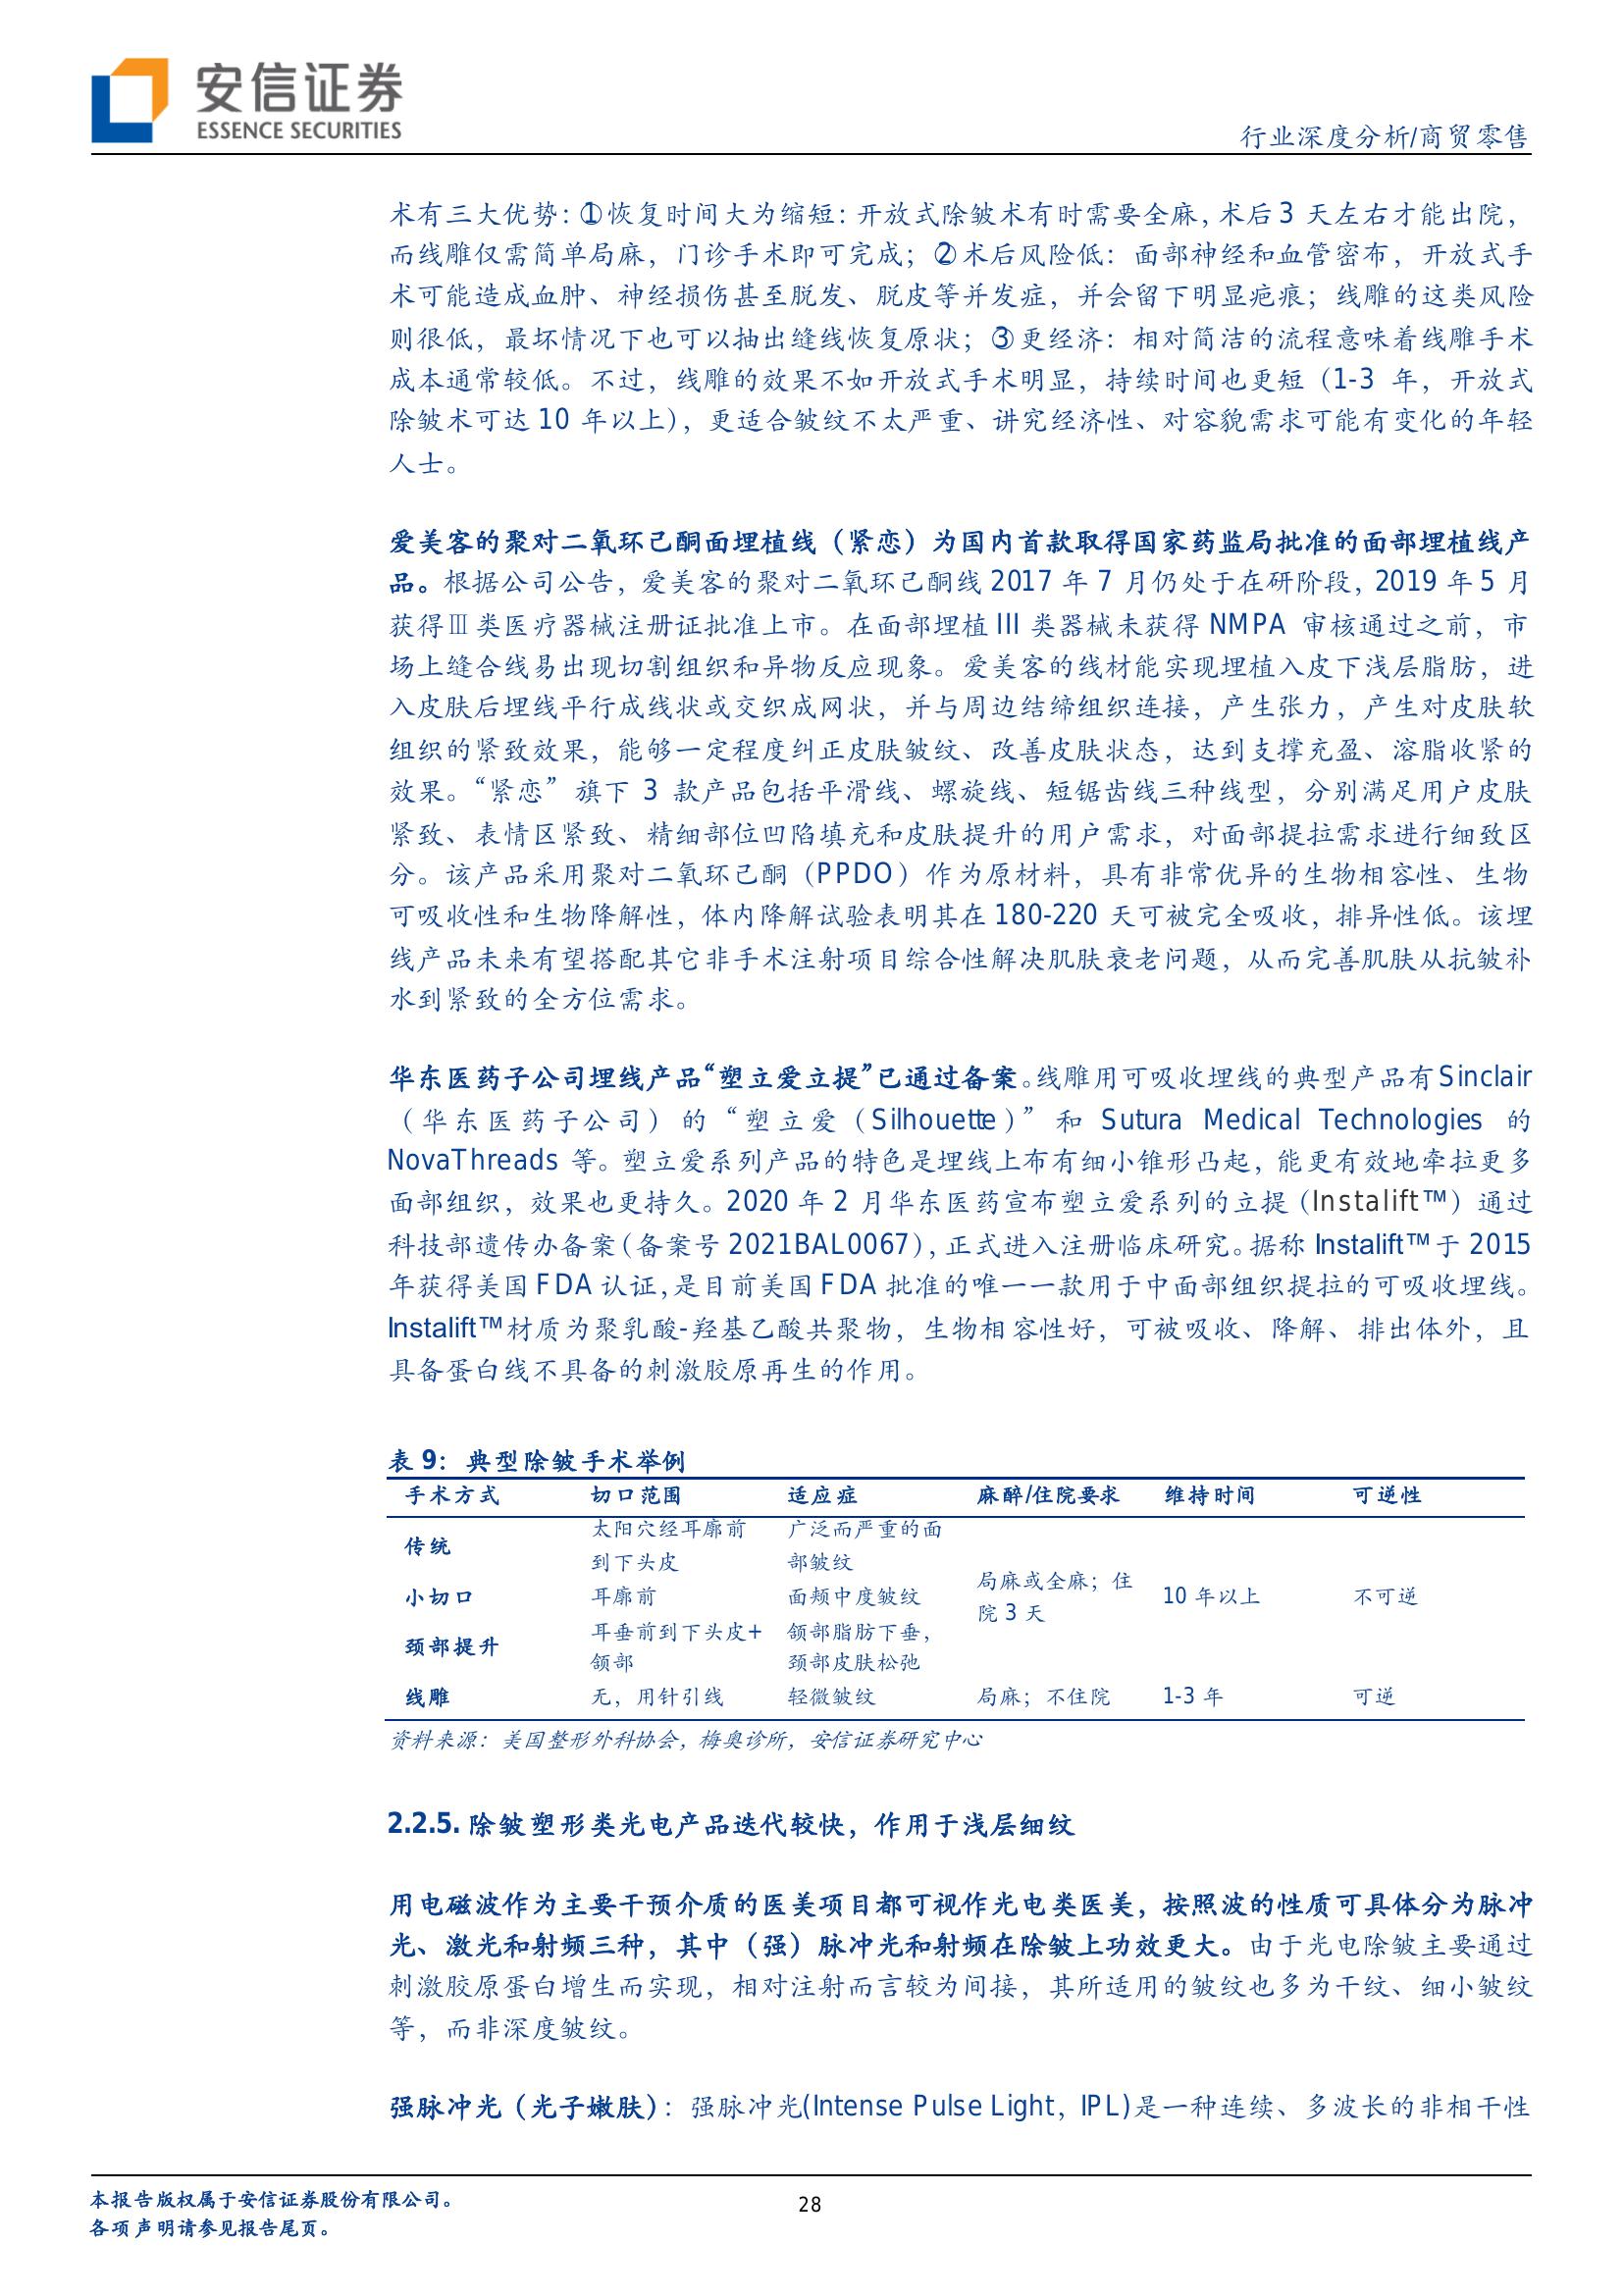 安信证券
ESSENCE SECURITIES
行业深度分析/商贸零售
术有三大优势：①恢复时间大为缩短：开放式除皱术有时需要全麻，术后 3 天左右才能出院，
而线雕仅需简单局麻，门诊手术即可完成；②术后风险低：面部神经和血管密布，开放式手
术可能造成血肿、神经损伤甚至脱发、脱皮等并发症，并会留下明显疤痕；线雕的这类风险
则很低，最坏情况下也可以抽出缝线恢复原状；③更经济：相对简洁的流程意味着线雕手术
成本通常较低。不过，线雕的效果不如开放式手术明显，持续时间也更短（1-3 年，开放式
除皱术可达 10 年以上），更适合皱纹不太严重、讲究经济性、对容貌需求可能有变化的年轻
人士。
爱美客的聚对二氧环己酮面埋植线（紧恋）为国内首款取得国家药监局批准的面部埋植线产
品。根据公司公告，爱美客的聚对二氧环己酮线 2017 年 7 月仍处于在研阶段，2019 年 5 月
获得Ⅲ类医疗器械注册证批准上市。在面部埋植 III 类器械未获得 NMPA 审核通过之前，市
场上缝合线易出现切割组织和异物反应现象。爱美客的线材能实现埋植入皮下浅层脂肪，进
入皮肤后埋线平行成线状或交织成网状，并与周边结缔组织连接，产生张力，产生对皮肤软
组织的紧致效果，能够一定程度纠正皮肤皱纹、改善皮肤状态，达到支撑充盈、溶脂收紧的
效果。“紧恋” 旗下 3 款产品包括平滑线、螺旋线、短锯齿线三种线型，分别满足用户皮肤
紧致、表情区紧致、精细部位凹陷填充和皮肤提升的用户需求，对面部提拉需求进行细致区
分。该产品采用聚对二氧环己酮（PPDO）作为原材料，具有非常优异的生物相容性、生物
可吸收性和生物降解性，体内降解试验表明其在 180-220 天可被完全吸收，排异性低。该埋
线产品未来有望搭配其它非手术注射项目综合性解决肌肤衰老问题，从而完善肌肤从抗皱补
水到紧致的全方位需求。
华东医药子公司埋线产品“塑立爱立提”已通过备案。线雕用可吸收埋线的典型产品有 Sinclair
（华东医药子公司）的“塑立爱（Silhouette）”和 Sutura Medical Technologies 的
NovaThreads 等。塑立爱系列产品的特色是埋线上布有细小锥形凸起，能更有效地牵拉更多
面部组织，效果也更持久。2020 年 2 月华东医药宣布塑立爱系列的立提（Instalift™）通过
科技部遗传办备案（备案号 2021BAL0067），正式进入注册临床研究。据称 Instalift™于 2015
年获得美国 FDA 认证，是目前美国 FDA 批准的唯一一款用于中面部组织提拉的可吸收埋线。
Instalift™材质为聚乳酸-羟基乙酸共聚物，生物相容性好，可被吸收、降解、排出体外，且
具备蛋白线不具备的刺激胶原再生的作用。
表 9：典型除皱手术举例
手术方式 切口范围 适应症 麻醉/住院要求 维持时间 可逆性
传统 太阳穴经耳廓前到下头皮 广泛而严重的面部皱纹
小切口 耳廓前 面颊中度皱纹 局麻或全麻；住院 3 天 10 年以上 不可逆
颈部提升 耳垂前到下头皮+颌部 颌部脂肪下垂，颈部皮肤松弛
线雕 无，用针引线 轻微皱纹 局麻；不住院 1-3 年 可逆
资料来源：美国整形外科协会，梅奥诊所，安信证券研究中心
2.2.5. 除皱塑形类光电产品迭代较快，作用于浅层细纹
用电磁波作为主要干预介质的医美项目都可视作光电类医美，按照波的性质可具体分为脉冲
光、激光和射频三种，其中（强）脉冲光和射频在除皱上功效更大。由于光电除皱主要通过
刺激胶原蛋白增生而实现，相对注射而言较为间接，其所适用的皱纹也多为干纹、细小皱纹
等，而非深度皱纹。
强脉冲光（光子嫩肤）：强脉冲光(Intense Pulse Light，IPL)是一种连续、多波长的非相干性
本报告版权属于安信证券股份有限公司。
各项声明请参见报告尾页。
28